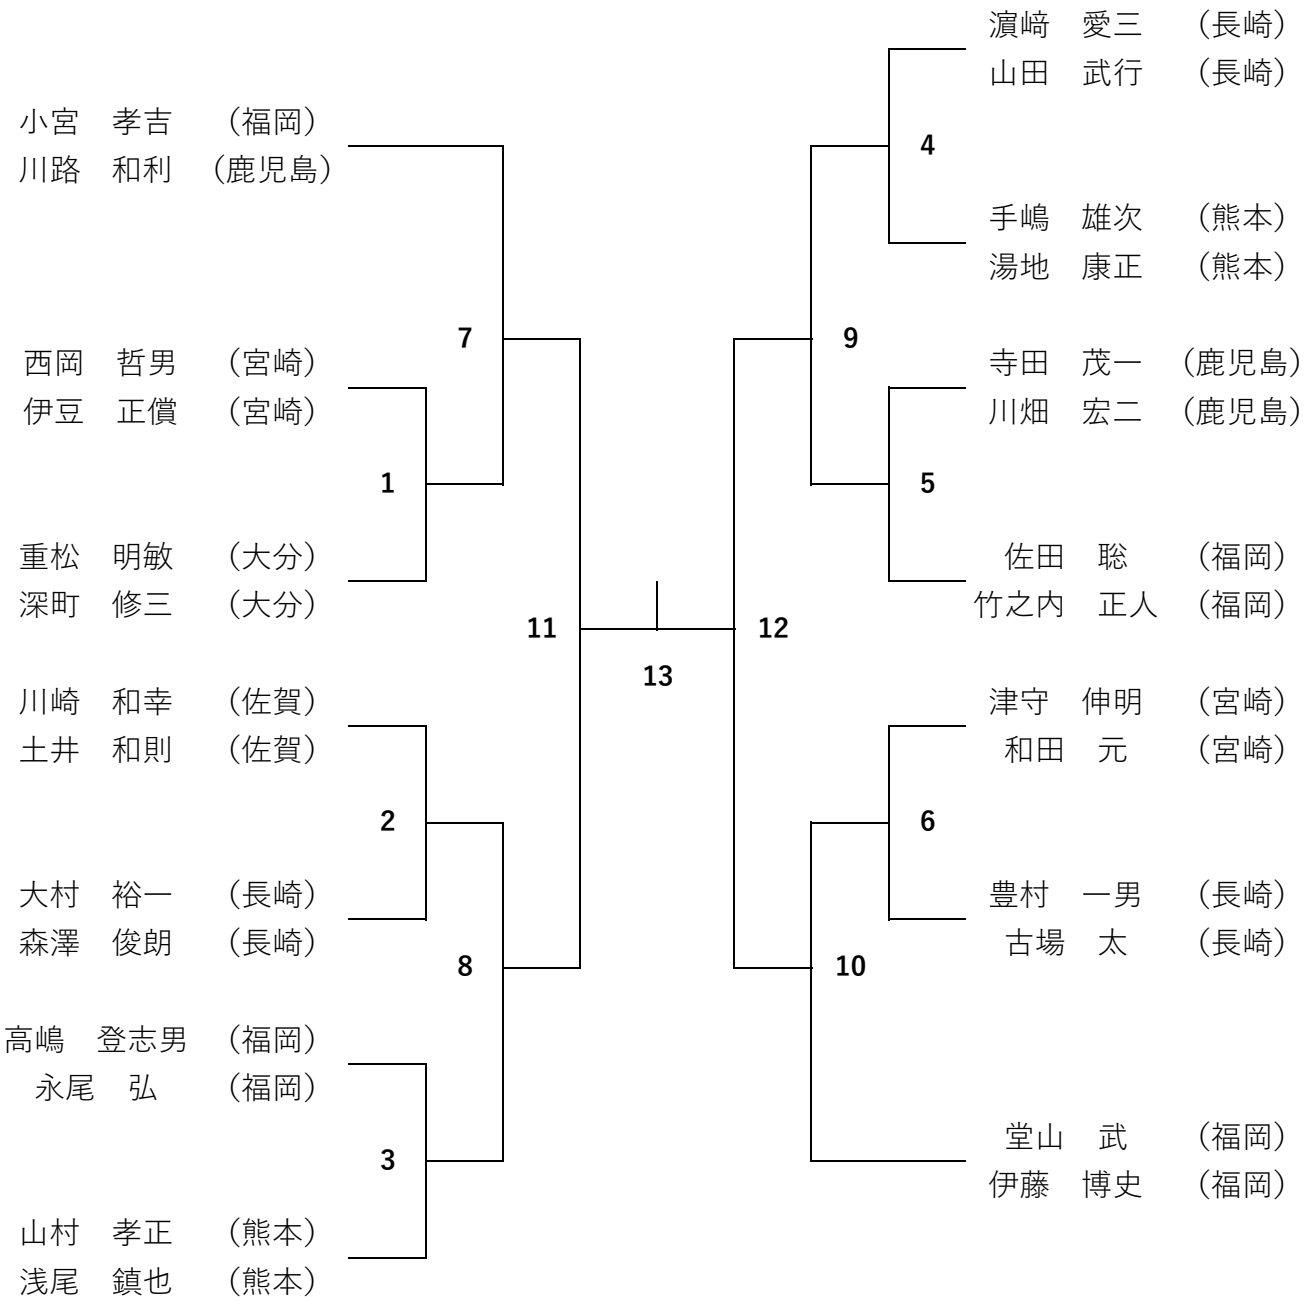 小宮　孝吉　（福岡）
川路　和利　（鹿児島）
7
西岡　哲男　（宮崎）
伊豆　正償　（宮崎）
1
重松　明敏　（大分）
深町　修三　（大分）
11
川崎　和幸　（佐賀）
土井　和則　（佐賀）
2
大村　裕一　（長崎）
森澤　俊朗　（長崎）
8
高嶋　登志男　（福岡）
永尾　弘　（福岡）
3
山村　孝正　（熊本）
浅尾　鎮也　（熊本）
13
濵﨑　愛三　（長崎）
山田　武行　（長崎）
4
手嶋　雄次　（熊本）
湯地　康正　（熊本）
9
寺田　茂一　（鹿児島）
川畑　宏二　（鹿児島）
5
佐田　聡　（福岡）
竹之内　正人　（福岡）
12
津守　伸明　（宮崎）
和田　元　（宮崎）
6
豊村　一男　（長崎）
古場　太　（長崎）
10
堂山　武　（福岡）
伊藤　博史　（福岡）